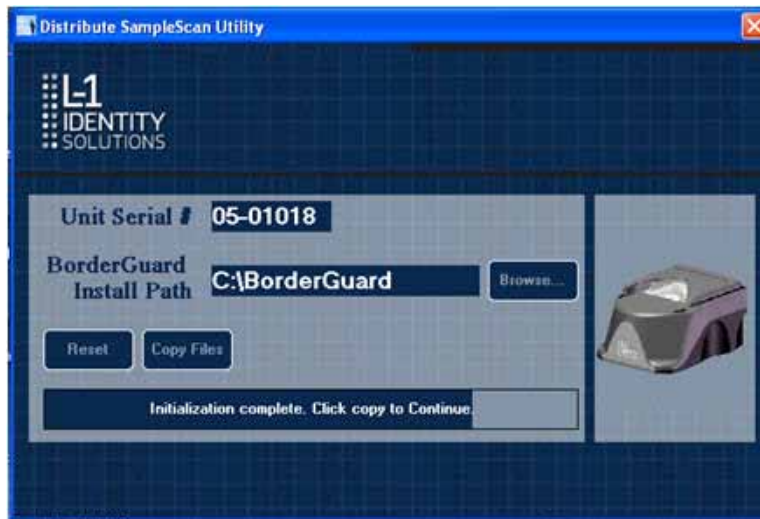 Distribute SampleScan Utility
L-1
IDENTITY
SOLUTIONS
Unit Serial # 05-01018
BorderGuard
Install Path C:\BorderGuard Browse...
Reset Copy Files
Initialization complete. Click copy to Continue.